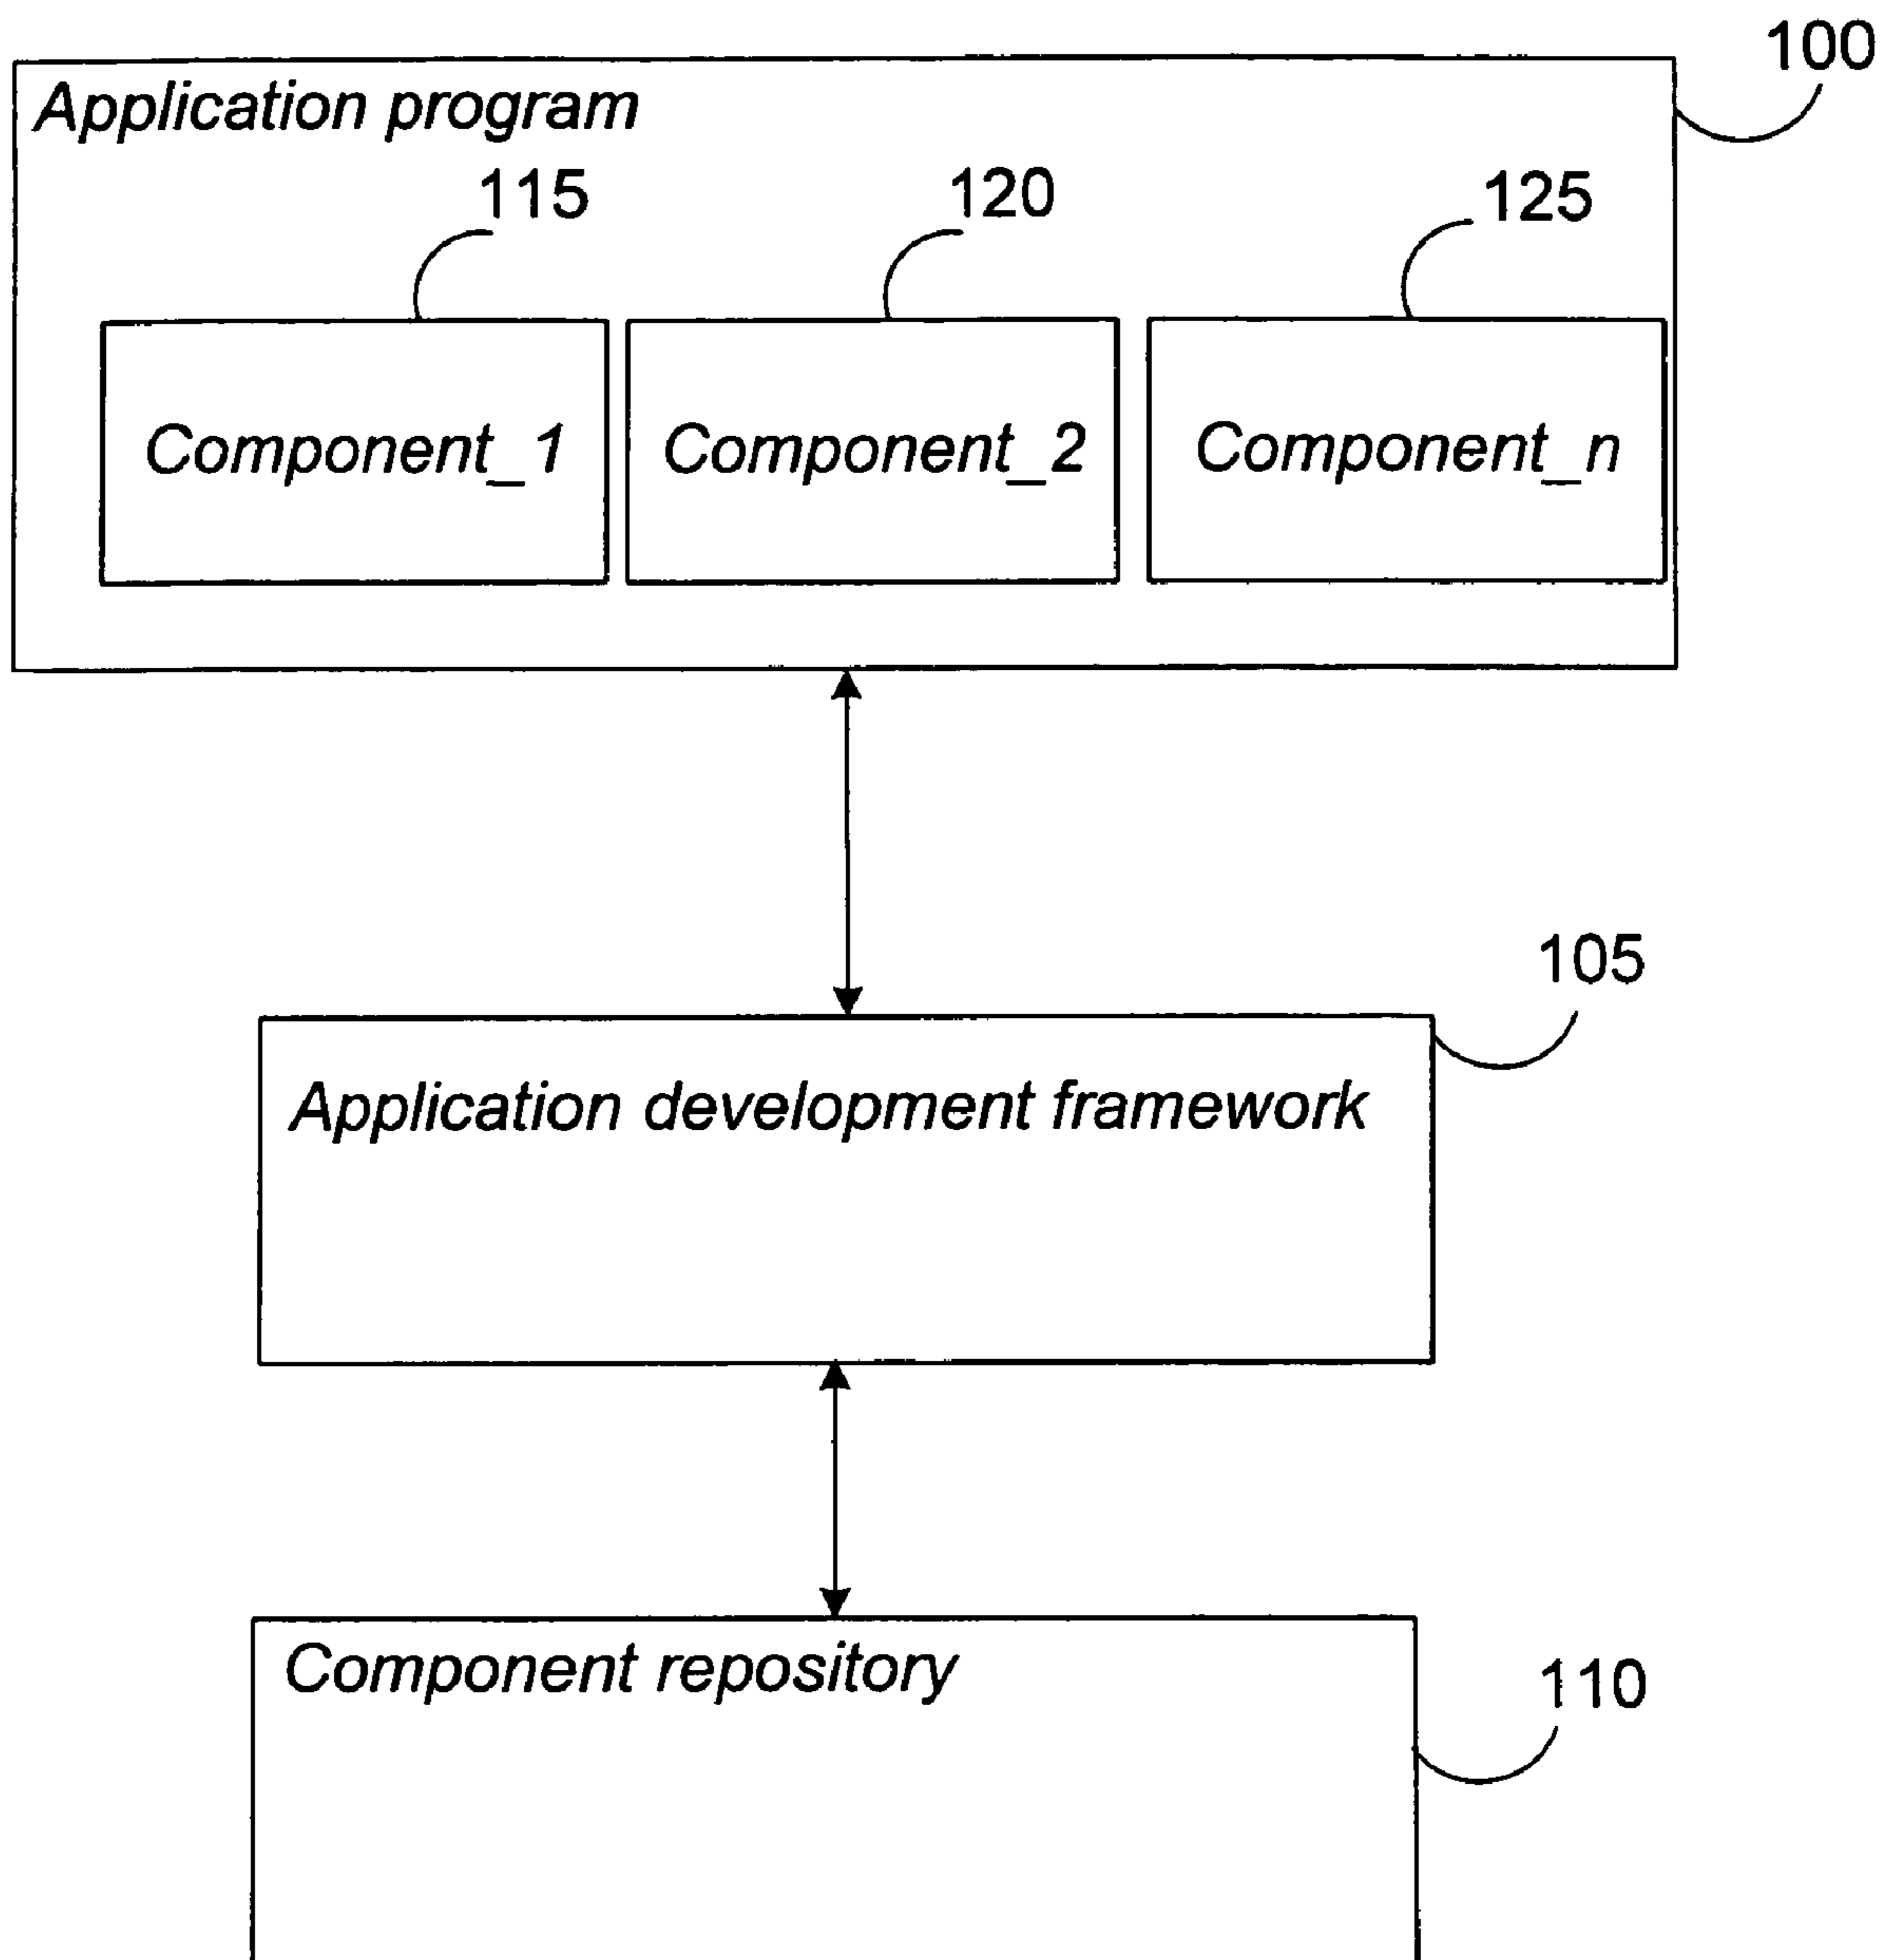 100
Application program
115 120 125
Component_1 Component_2 Component_n
105
Application development framework
Component repository
110